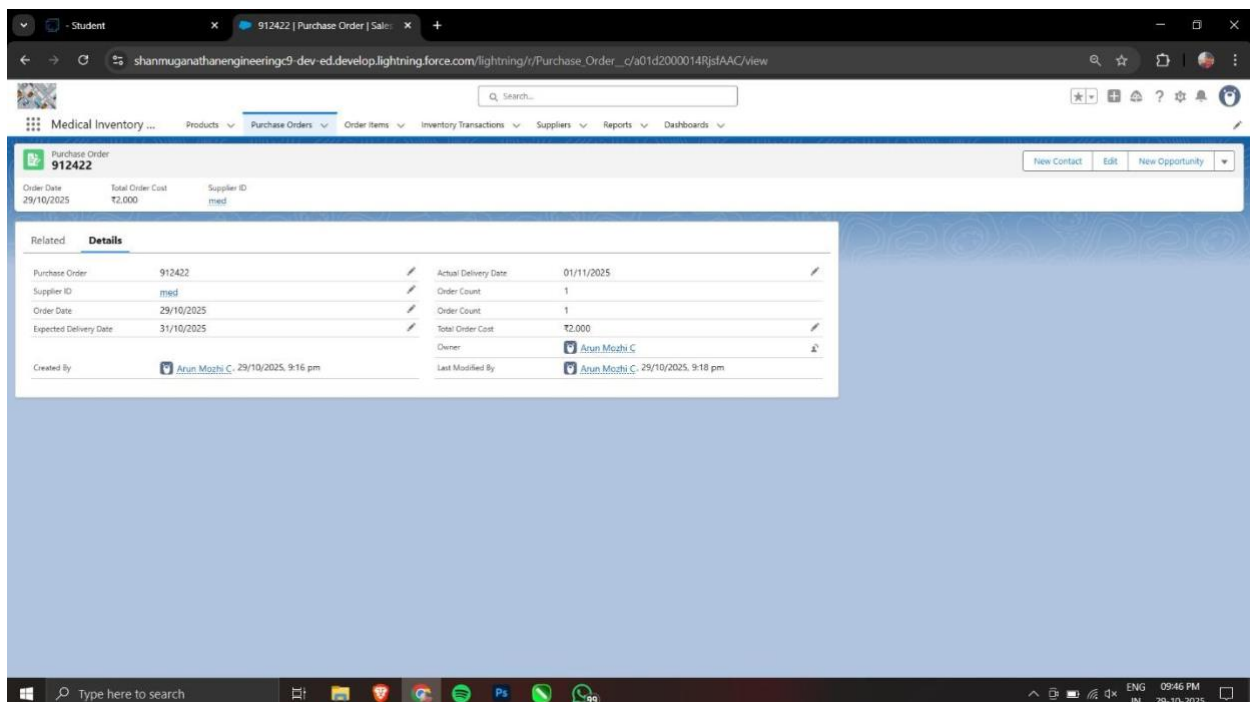 - Student
912422 | Purchase Order | Sales
shanmuganathanengineeringc9-dev-ed.develop.lightning.force.com/lightning/r/Purchase_Order__c/a01d2000014RjsfAAC/view
Search...
Medical Inventory ...
Products
Purchase Orders
Order Items
Inventory Transactions
Suppliers
Reports
Dashboards
Purchase Order
912422
New Contact
Edit
New Opportunity
Order Date
Total Order Cost
Supplier ID
29/10/2025
₹2,000
med
Related
Details
Purchase Order
912422
Actual Delivery Date
01/11/2025
Supplier ID
med
Order Count
1
Order Date
29/10/2025
Order Count
1
Expected Delivery Date
31/10/2025
Total Order Cost
₹2,000
Owner
Arun Mozhi C
Created By
Arun Mozhi C, 29/10/2025, 9:16 pm
Last Modified By
Arun Mozhi C, 29/10/2025, 9:18 pm
Type here to search
Ps
99
ENG
IN
09:46 PM
29-10-2025